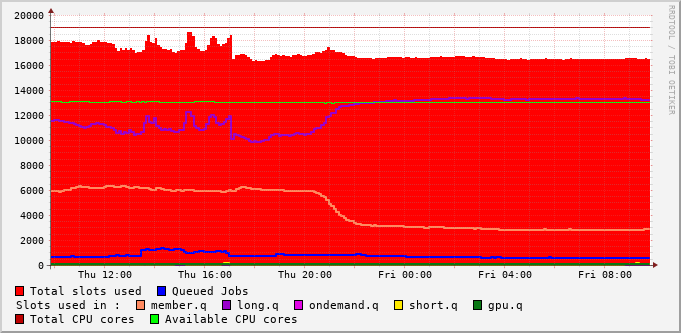 20000
18000
16000
14000
12000
10000
8000
6000
4000
2000
0
Thu 12:00 Thu 16:00 Thu 20:00 Fri 00:00 Fri 04:00 Fri 08:00
RRDTOOL / TOBI OETIKER
Total slots used Queued Jobs
Slots used in : member.q long.q ondemand.q short.q gpu.q
Total CPU cores Available CPU cores